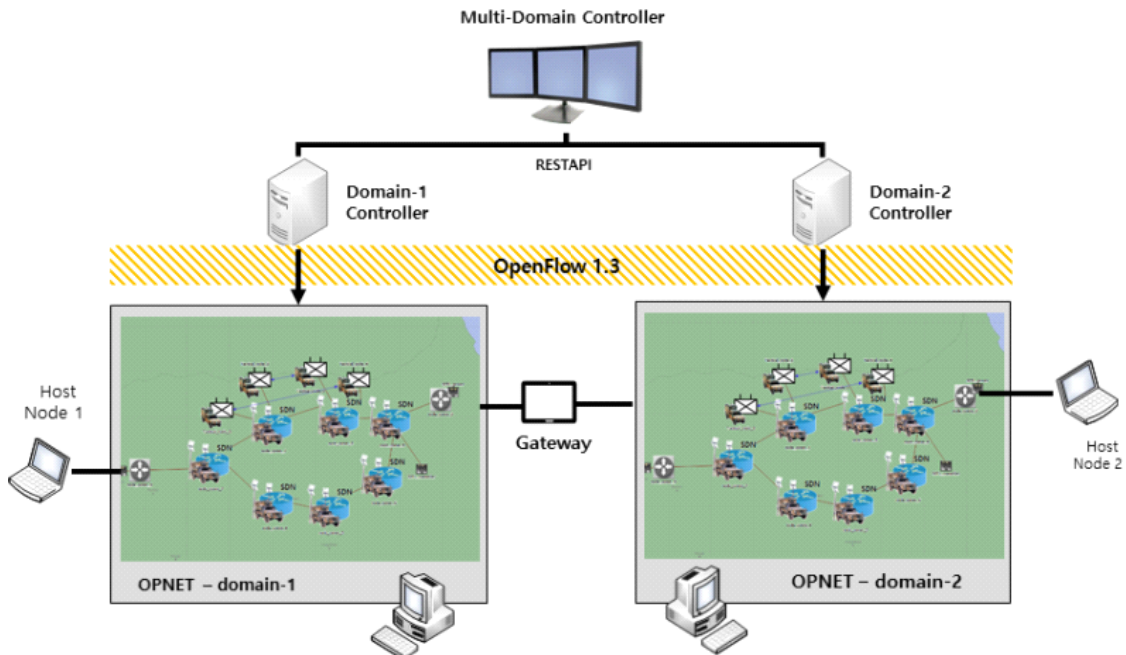 Multi-Domain Controller
RESTAPI
Domain-1
Controller
Domain-2
Controller
OpenFlow 1.3
Host
Node 1
SDN
SDN
SDN
SDN
SDN
SDN
Gateway
SDN
SDN
SDN
SDN
SDN
SDN
Host
Node 2
OPNET – domain-1
OPNET – domain-2